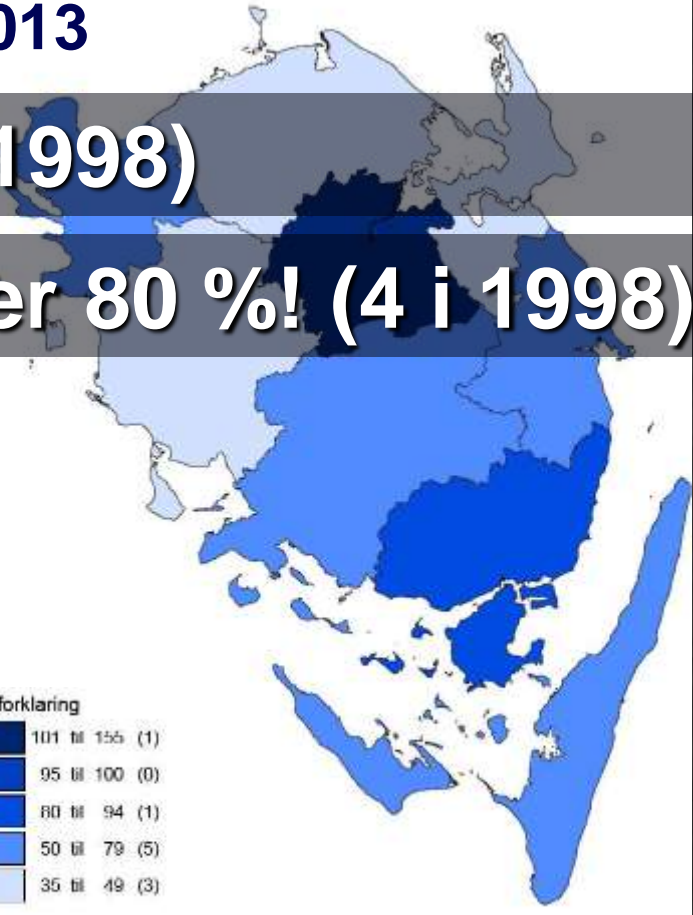 013
1998)
er 80 %! (4 i 1998)
forklaring
101 til 155 (1)
95 til 100 (0)
80 til 94 (1)
50 til 79 (5)
35 til 49 (3)